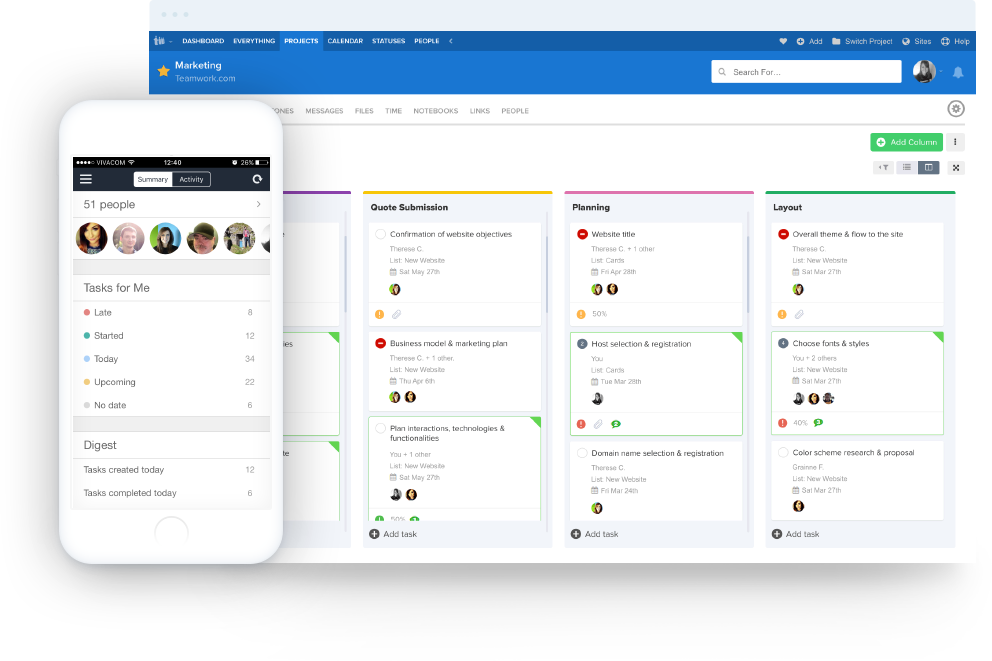 DASHBOARD EVERYTHING PROJECTS CALENDAR STATUSES PEOPLE Add Switch Project Sites Help
Marketing
Teamwork.com
Search For...
MESSAGES FILES TIME NOTEBOOKS LINKS PEOPLE
Add Column
T
Quote Submission
Confirmation of website objectives
Therese C.
List: New Website
Sat May 27th
Business model & marketing plan
Therese C. + 1 other.
List: New Website
Thu Apr 6th
Plan interactions, technologies &
functionalities
You + 1 other
List: New Website
Sat May 27th
50%
Add task
Planning
Website title
Therese C. + 1 other
List: Cards
Fri Apr 28th
50%
2 Host selection & registration
You
List: Cards
Tue Mar 28th
2
Domain name selection & registration
Therese C.
List: New Website
Fri Mar 24th
Add task
Layout
Overall theme & flow to the site
Therese C.
List: New Website
Sat Mar 27th
4 Choose fonts & styles
You + 2 others
List: New Website
Sat Mar 27th
40% 3
Color scheme research & proposal
Grainne F.
List: New Website
Sat Mar 27th
Add task
VIVACOM 12:40 26%
Summary Activity
51 people
Tasks for Me
Late 8
Started 12
Today 34
Upcoming 22
No date 6
Digest
Tasks created today 12
Tasks completed today 6